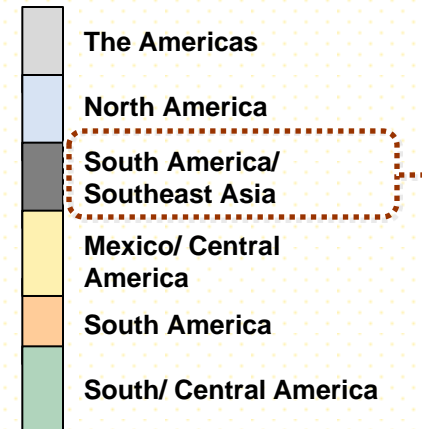 The Americas
North America
South America/
Southeast Asia
Mexico/ Central
America
South America
South/ Central America